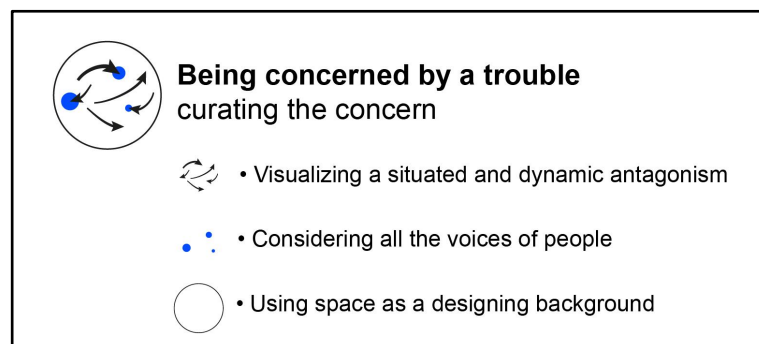 Being concerned by a trouble
curating the concern
• Visualizing a situated and dynamic antagonism
• Considering all the voices of people
• Using space as a designing background